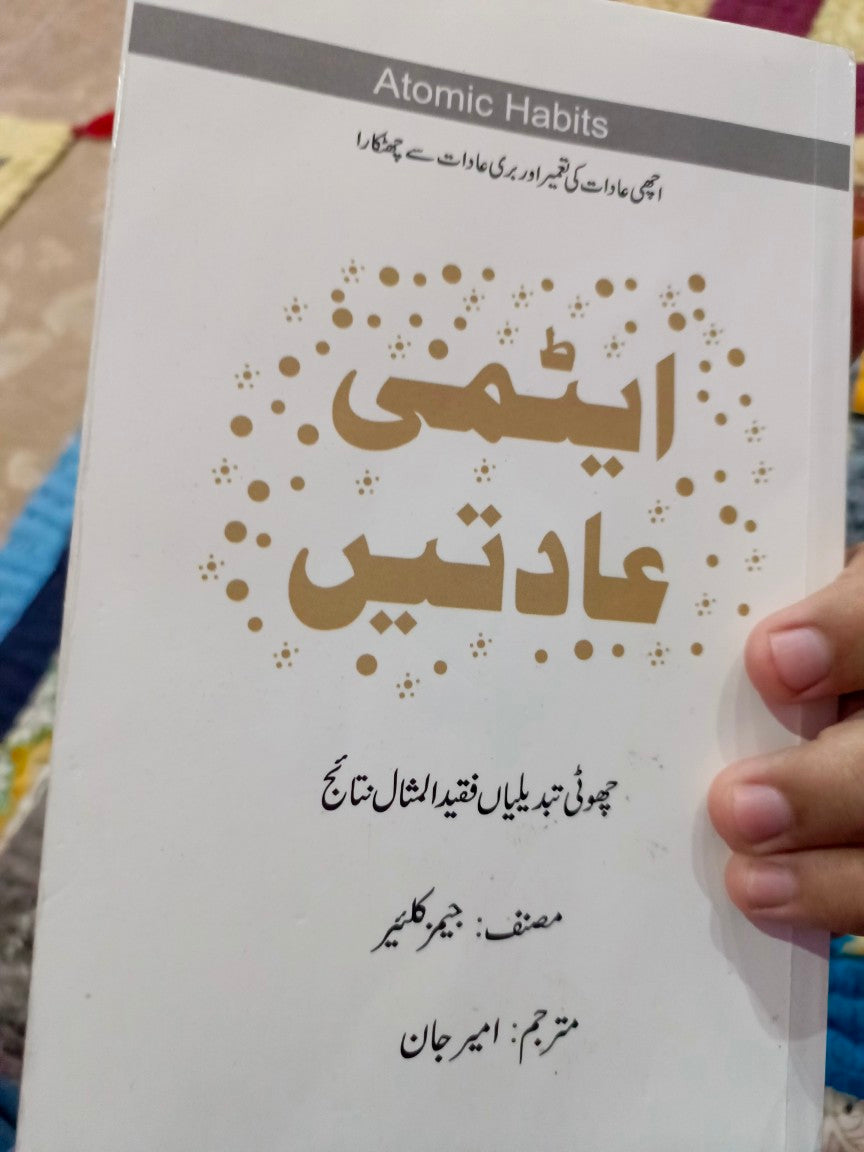 Atomic Habits
اچھی عادات کی تعمیر اور بری عادات سے چھٹکارا
ایٹمی
عادتیں
چھوٹی تبدیلیاں فقید المثال نتائج
مصنف: جیمز کلئیر
مترجم: امیر جان